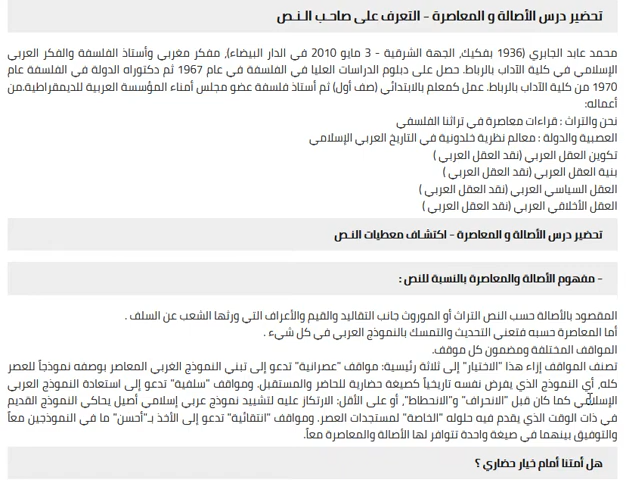 تحضير درس الأصالة و المعاصرة - التعرف على صاحـب النـص
محمد عابد الجابري (1936 بفكيك، الجهة الشرقية - 3 مايو 2010 في الدار البيضاء)، مفكر مغربي وأستاذ الفلسفة والفكر العربي
الإسلامي في كلية الآداب بالرباط. حصل على دبلوم الدراسات العليا في الفلسفة في عام 1967 ثم دكتوراه الدولة في الفلسفة عام
1970 من كلية الآداب بالرباط. عمل كمعلم بالابتدائي (صف أول) ثم أستاذ فلسفة عضو مجلس أمناء المؤسسة العربية للديمقراطية.من
أعماله:
نحن والتراث : قراءات معاصرة في تراثنا الفلسفي
العصبية والدولة : معالم نظرية خلدونية في التاريخ العربي الإسلامي
تكوين العقل العربي (نقد العقل العربي )
بنية العقل العربي (نقد العقل العربي )
العقل السياسي العربي (نقد العقل العربي )
العقل الأخلاقي العربي (نقد العقل العربي )
تحضير درس الأصالة و المعاصرة - اكتشـاف معطيات النـص
- مفهوم الأصالة والمعاصرة بالنسبة للنص :
المقصود بالأصالة حسب النص التراث أو الموروث جانب التقاليد والقيم والأعراف التي ورثها الشعب عن السلف .
أما المعاصرة حسبه فتعني التحديث والتمسك بالنموذج العربي في كل شيء .
المواقف المختلفة ومضمون كل موقف.
تصنف المواقف إزاء هذا "الاختيار" إلى ثلاثة رئيسية: مواقف "عصرانية" تدعو إلى تبني النموذج الغربي المعاصر بوصفه نموذجاً للعصر
كله، أي النموذج الذي يفرض نفسه تاريخياً كصيغة حضارية للحاضر والمستقبل. ومواقف "سلفية" تدعو إلى استعادة النموذج العربي
الإسلامي كما كان قبل "الانحراف" و"الانحطاط"، أو على الأقل: الارتكاز عليه لتشييد نموذج عربي إسلامي أصيل يحاكي النموذج القديم
في ذات الوقت الذي يقدم فيه حلوله "الخاصة" لمستجدات العصر. ومواقف "انتقائية" تدعو إلى الأخذ بـ"أحسن" ما في النموذجين معاً
والتوفيق بينهما في صيغة واحدة تتوافر لها الأصالة والمعاصرة معاً.
هل أمتنا أمام خيار حضاري ؟